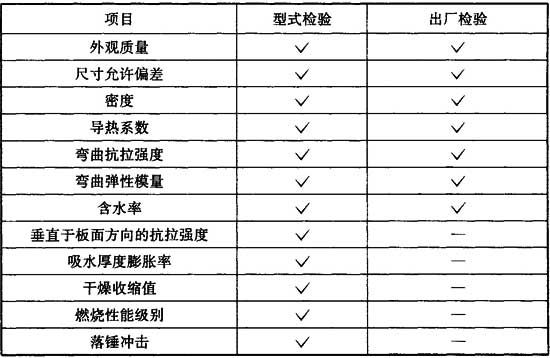 项目 型式检验 出厂检验
外观质量 ✓ ✓
尺寸允许偏差 ✓ ✓
密度 ✓ ✓
导热系数 ✓ ✓
弯曲抗拉强度 ✓ ✓
弯曲弹性模量 ✓ ✓
含水率 ✓ ✓
垂直于板面方向的抗拉强度 ✓ —
吸水厚度膨胀率 ✓ —
干燥收缩值 ✓ —
燃烧性能级别 ✓ —
落锤冲击 ✓ —